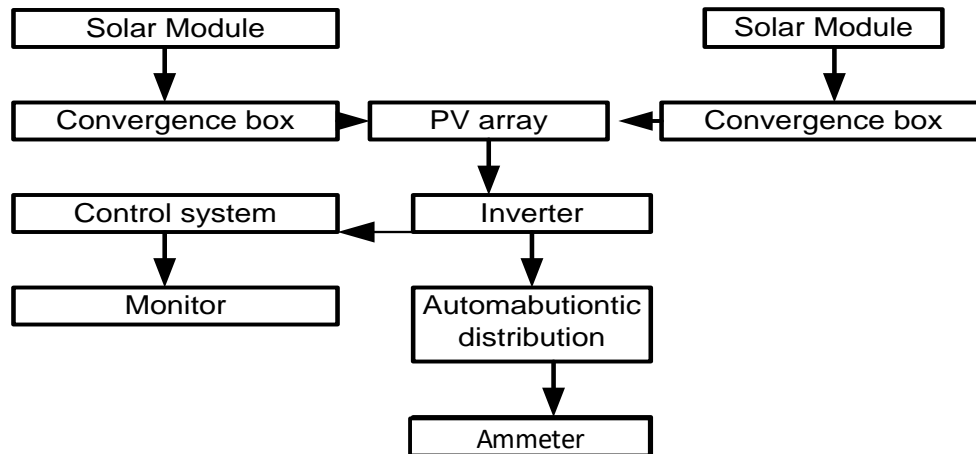 Solar Module
Solar Module
Convergence box
PV array
Convergence box
Control system
Inverter
Monitor
Automabutiontic
distribution
Ammeter